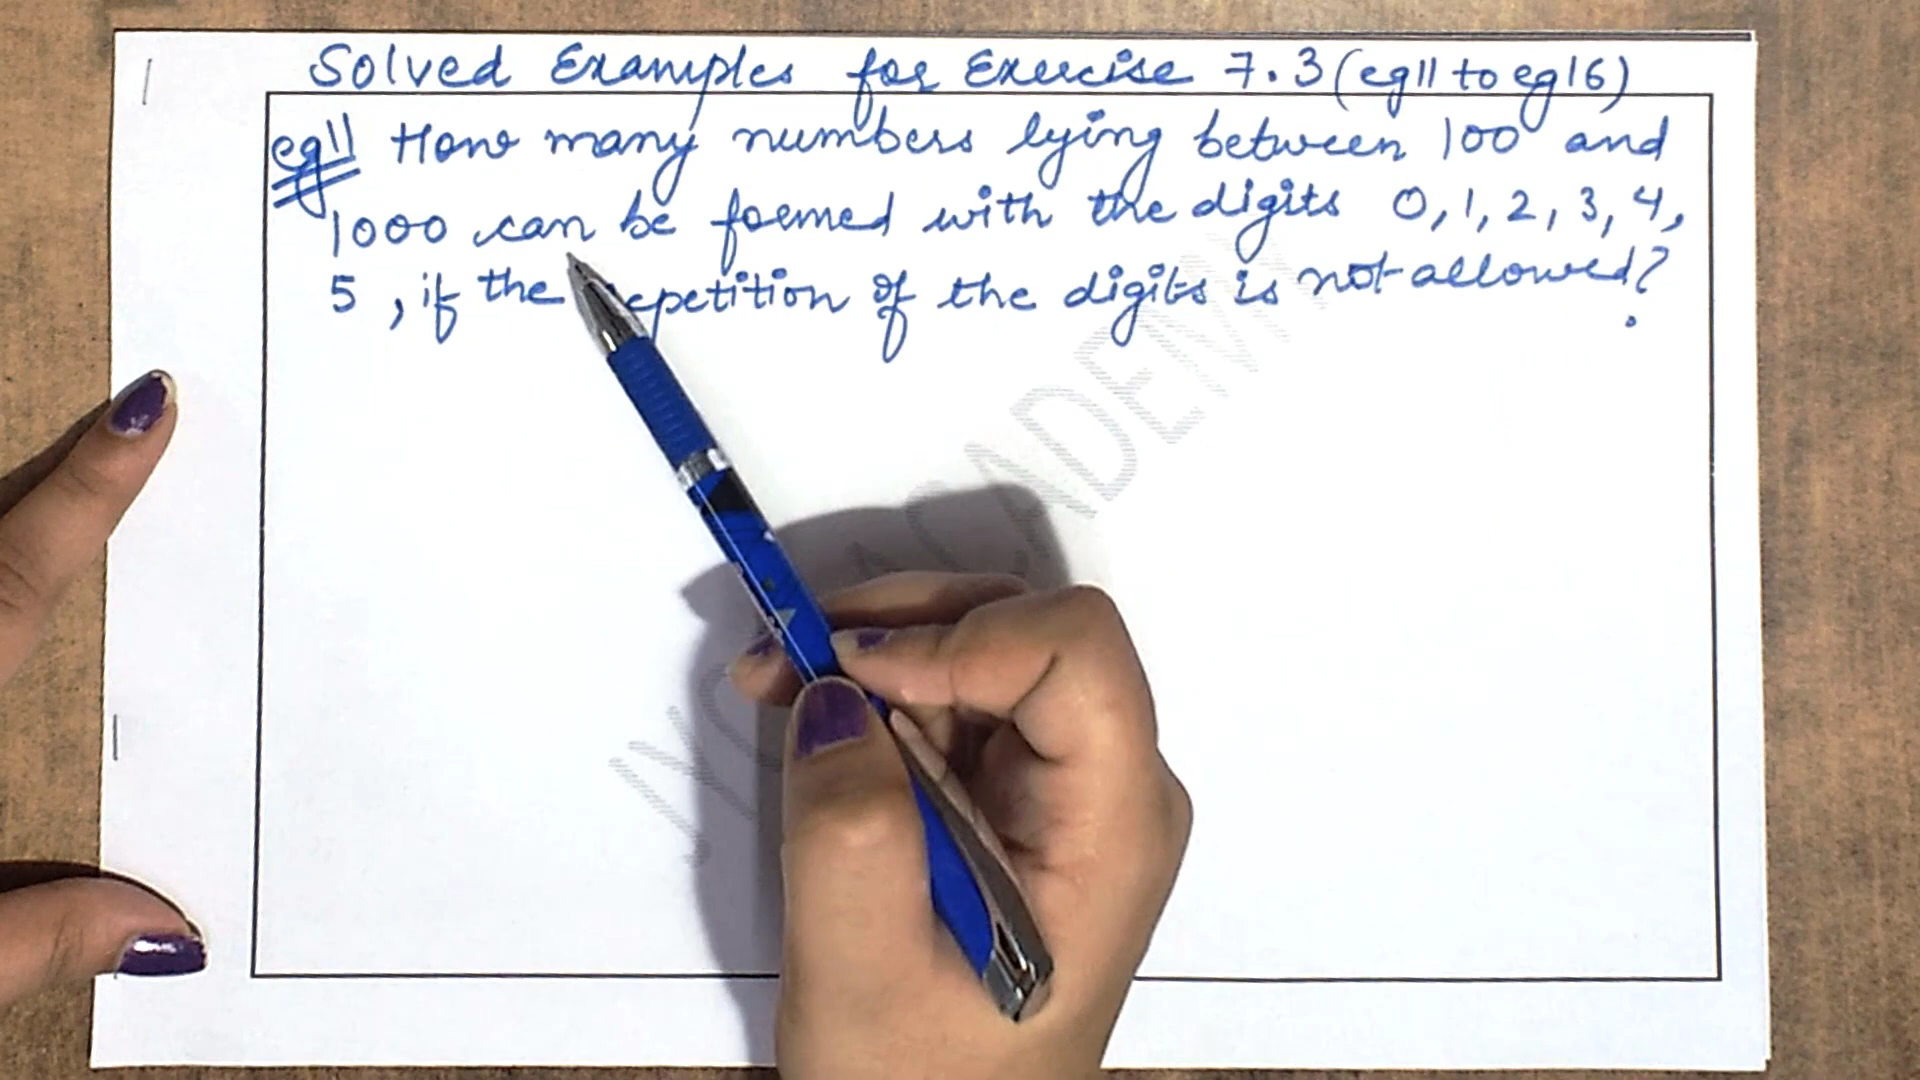 Solved Examples for Exercise 7.3 (eg11 to eg16)
eg11 How many numbers lying between 100 and
1000 can be formed with the digits 0, 1, 2, 3, 4,
5, if the repetition of the digits is not allowed?
ACADEMY